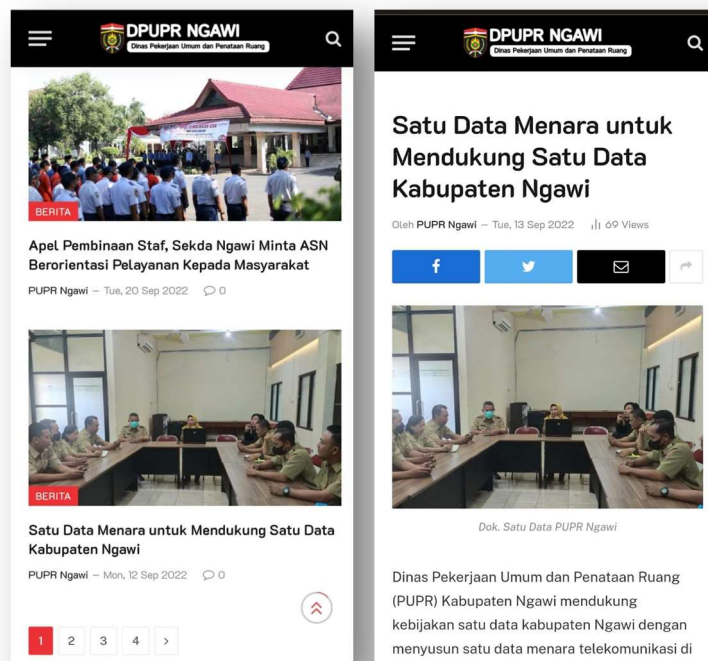 DPUPR NGAWI
Dinas Pekerjaan Umum dan Penataan Ruang
BERITA
Apel Pembinaan Staf, Sekda Ngawi Minta ASN
Berorientasi Pelayanan Kepada Masyarakat
PUPR Ngawi – Tue, 20 Sep 2022 0
BERITA
Satu Data Menara untuk Mendukung Satu Data
Kabupaten Ngawi
PUPR Ngawi – Mon, 12 Sep 2022 0
1 2 3 4 >
DPUPR NGAWI
Dinas Pekerjaan Umum dan Penataan Ruang
Satu Data Menara untuk
Mendukung Satu Data
Kabupaten Ngawi
Oleh PUPR Ngawi – Tue, 13 Sep 2022 69 Views
Dok. Satu Data PUPR Ngawi
Dinas Pekerjaan Umum dan Penataan Ruang
(PUPR) Kabupaten Ngawi mendukung
kebijakan satu data kabupaten Ngawi dengan
menyusun satu data menara telekomunikasi di